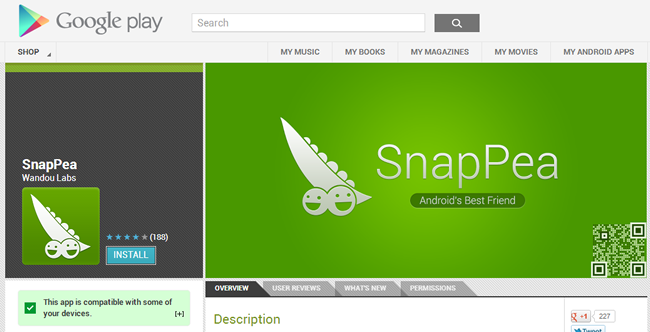 Google play
Search
SHOP
MY MUSIC
MY BOOKS
MY MAGAZINES
MY MOVIES
MY ANDROID APPS
SnapPea
Wandou Labs
(188)
INSTALL
SnapPea
Android's Best Friend
This app is compatible with some of
your devices.
[+]
OVERVIEW
USER REVIEWS
WHAT'S NEW
PERMISSIONS
Description
g +1
227
Tweet